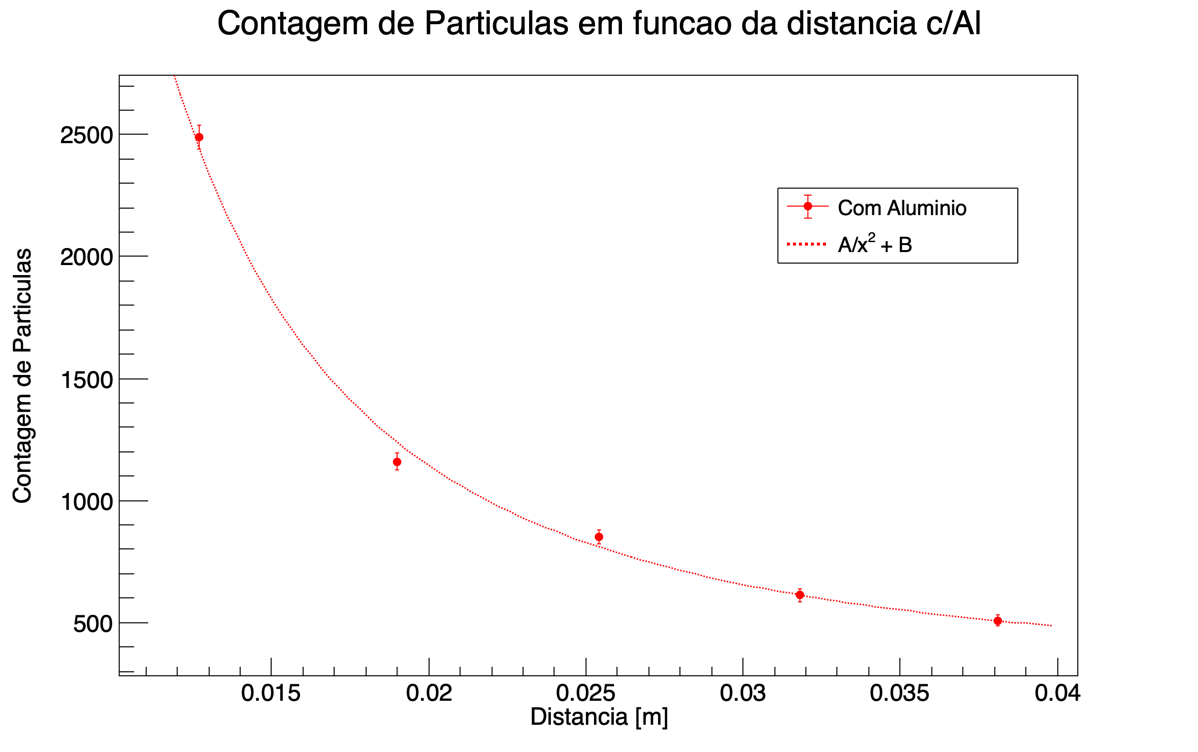 Contagem de Particulas em funcao da distancia c/Al
Contagem de Particulas
2500
2000
1500
1000
500
Com Aluminio
A/x² + B
0.015 0.02 0.025 0.03 0.035 0.04
Distancia [m]